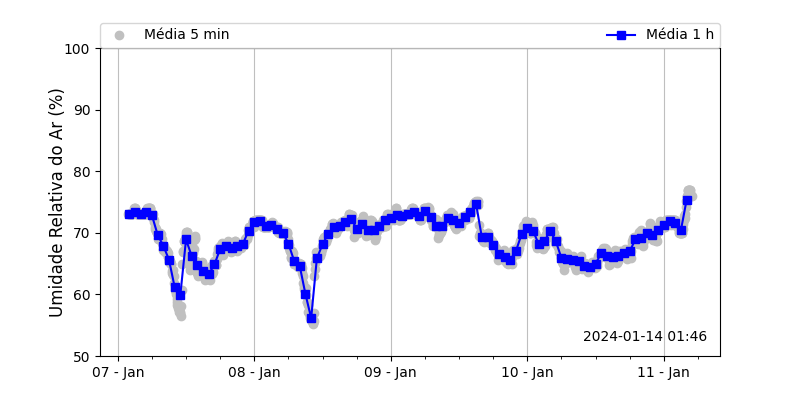 Média 5 min
Média 1 h
Umidade Relativa do Ar (%)
100
90
80
70
60
50
2024-01-14 01:46
07 - Jan
08 - Jan
09 - Jan
10 - Jan
11 - Jan